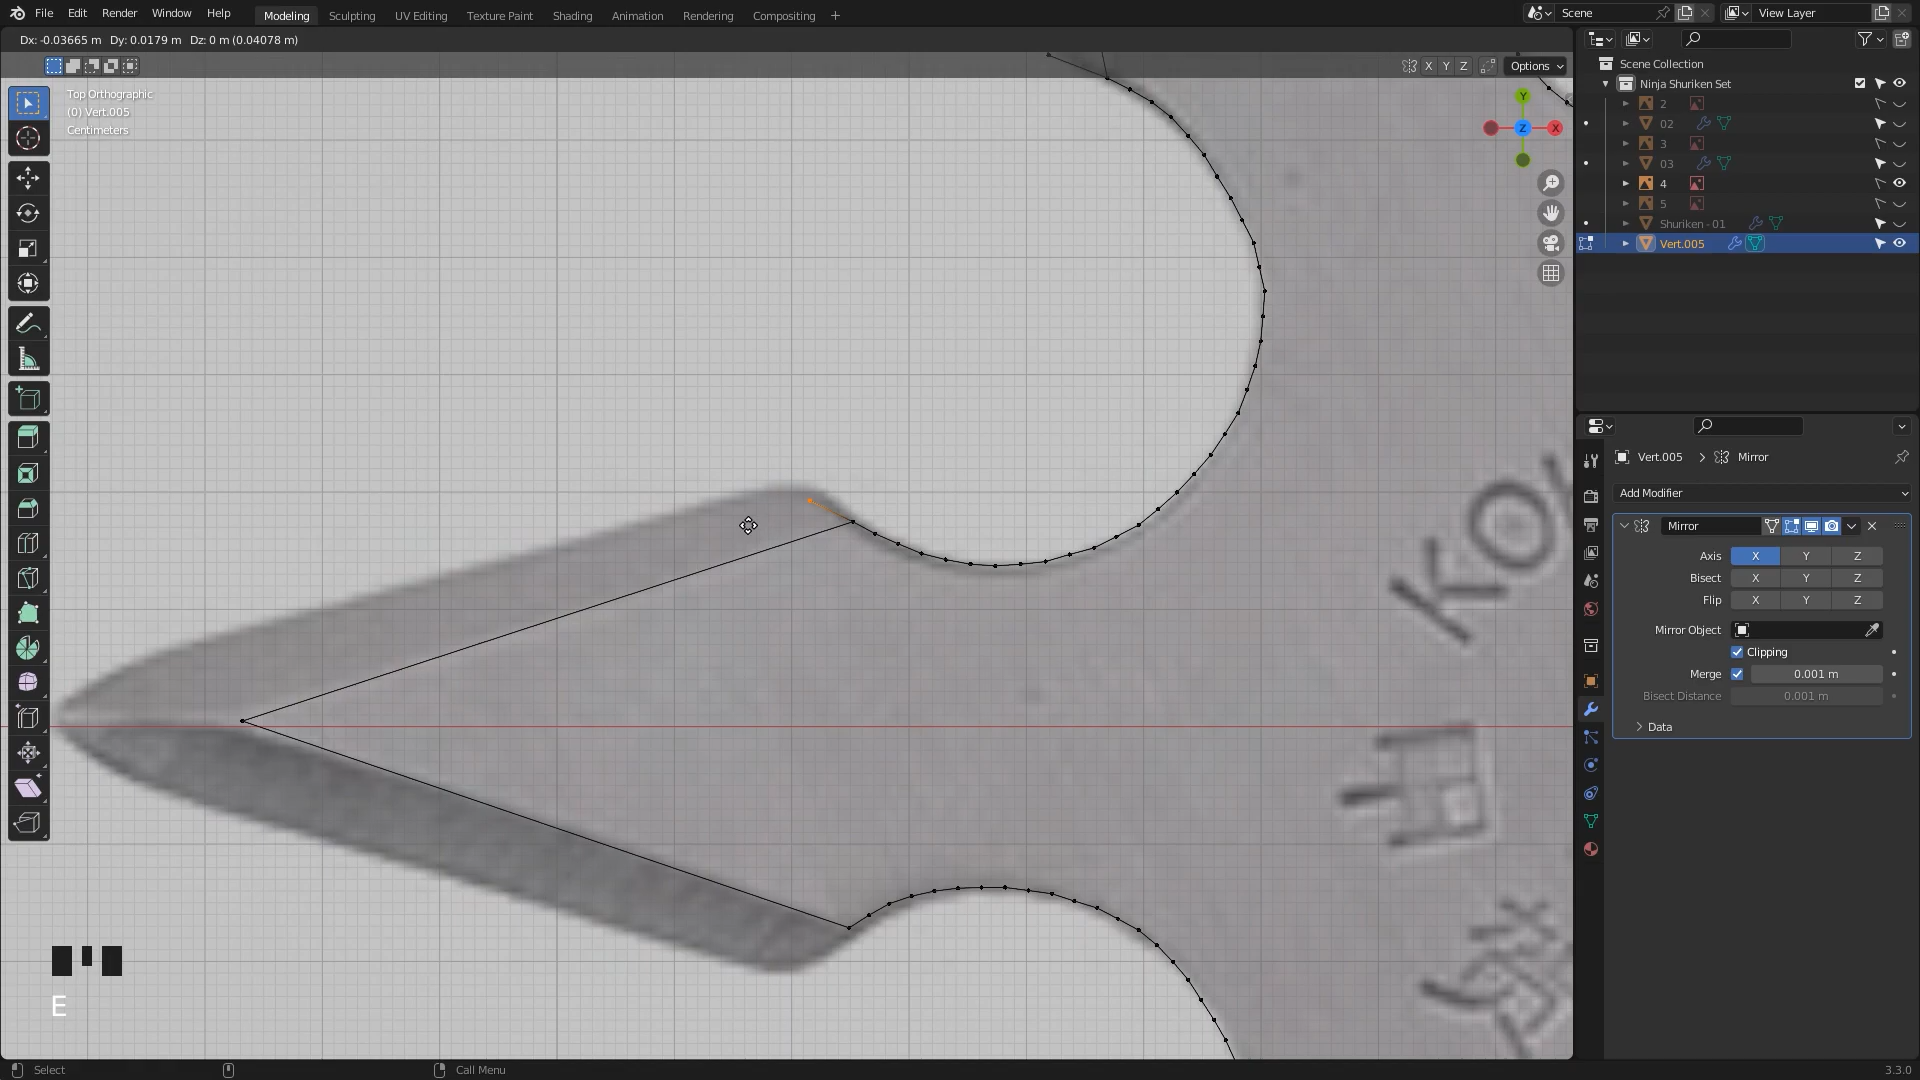 File Edit Render Window Help
Modeling Sculpting UV Editing Texture Paint Shading Animation Rendering Compositing +
Scene
View Layer
Dx: -0.03665 m Dy: 0.0179 m Dz: 0 m (0.04078 m)
X Y Z Options
Top Orthographic
(0) Vert.005
Centimeters
Y
Z
X
Scene Collection
Ninja Shuriken Set
2
02
3
03
4
5
Shuriken - 01
Vert.005
Vert.005 > Mirror
Add Modifier
Mirror
Axis X Y Z
Bisect X Y Z
Flip X Y Z
Mirror Object
Clipping
Merge 0.001 m
Bisect Distance 0.001 m
Data
E
Select
Call Menu
3.3.0